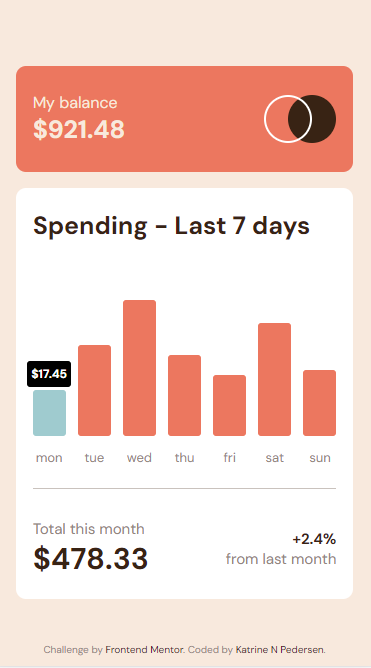 My balance
$921.48
Spending - Last 7 days
$17.45
mon tue wed thu fri sat sun
Total this month
$478.33
+2.4%
from last month
Challenge by Frontend Mentor. Coded by Katrine N Pedersen.